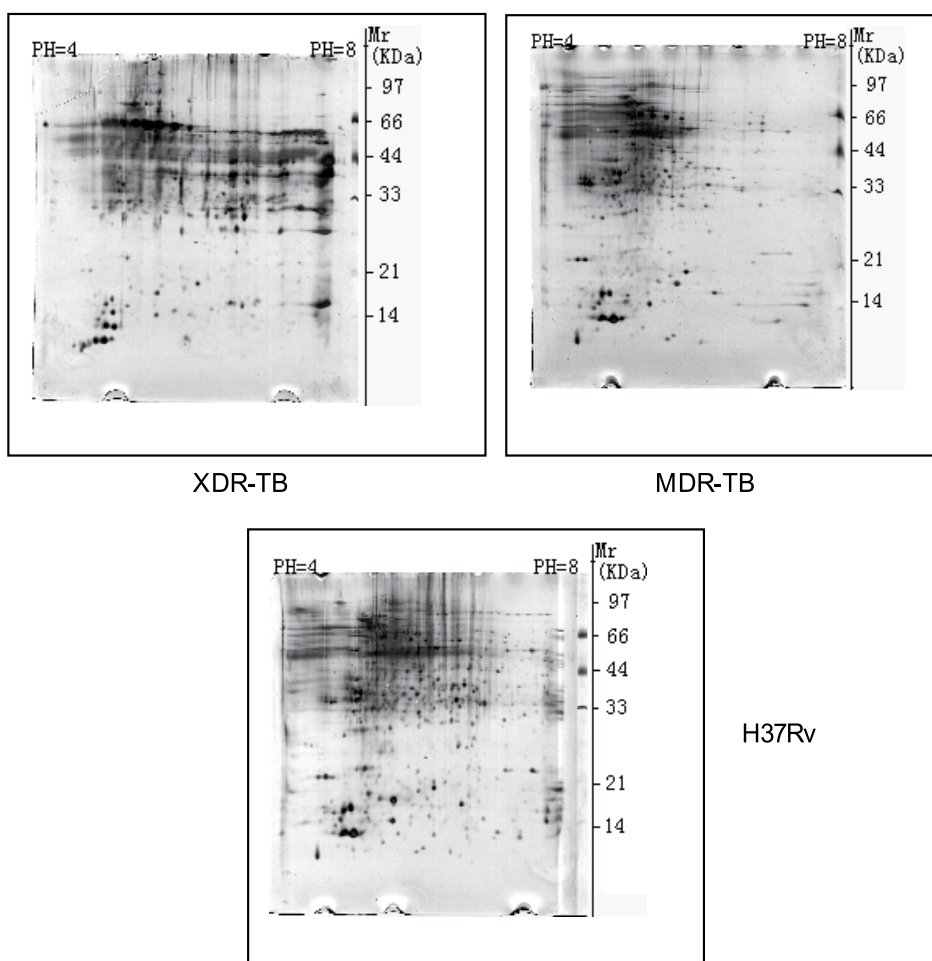 PH=4 PH=8 Mr
(KDa)
97
66
44
33
21
14
XDR-TB
PH=4 PH=8 Mr
(KDa)
97
66
44
33
21
14
MDR-TB
PH=4 PH=8 Mr
(KDa)
97
66
44
33
21
14
H37Rv